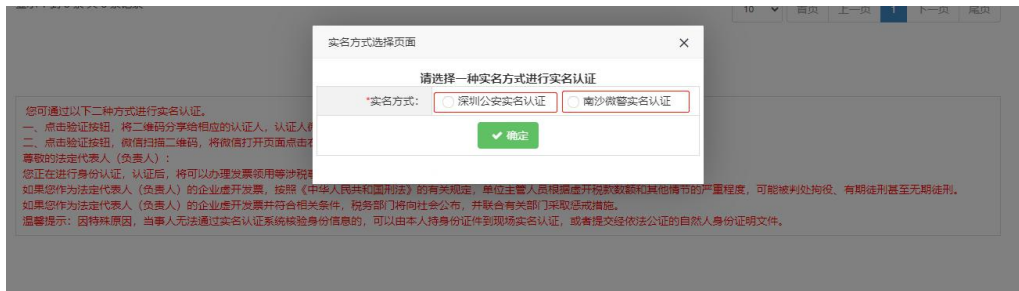 10 首页 上一页 1 下一页 尾页
实名方式选择页面 ×
请选择一种实名方式进行实名认证
*实名方式： 深圳公安实名认证 南沙微警实名认证
确定
您可通过以下二种方式进行实名认证。
一、点击验证按钮，将二维码分享给相应的认证人，认证人
二、点击验证按钮，微信扫描二维码，将微信打开页面点击
尊敬的法定代表人（负责人）：
您正在进行身份认证，认证后，将可以办理发票领用等涉税
如果您作为法定代表人（负责人）的企业虚开发票，按照《中华人民共和国刑法》的有关规定，单位主管人员根据虚开税款数额和其他情节的严重程度，可能被判处拘役、有期徒刑甚至无期徒刑。
如果您作为法定代表人（负责人）的企业虚开发票并符合相关条件，税务部门将向社会公布，并联合有关部门采取惩戒措施。
温馨提示：因特殊原因，当事人无法通过实名认证系统核验身份信息的，可以由本人持身份证件到现场实名认证，或者提交经依法公证的自然人身份证明文件。